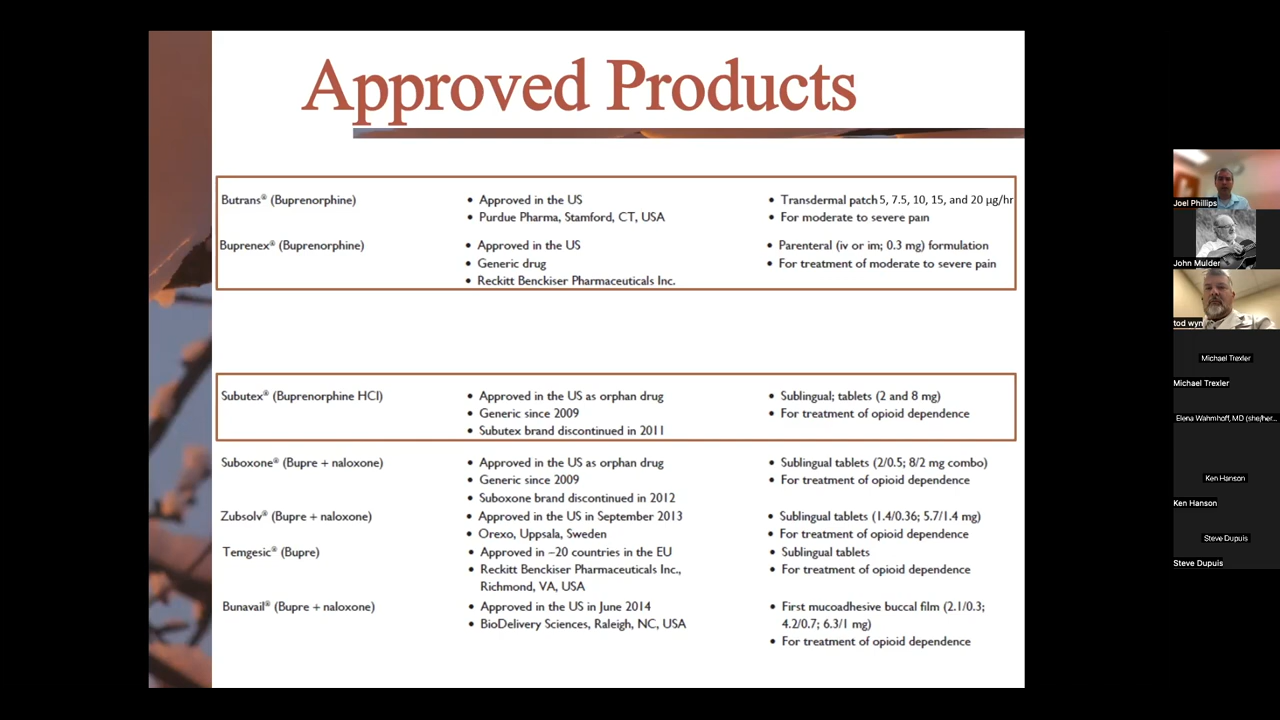 Approved Products
Butrans® (Buprenorphine)
• Approved in the US
• Purdue Pharma, Stamford, CT, USA
• Transdermal patch 5, 7.5, 10, 15, and 20 µg/hr
• For moderate to severe pain
Buprenex® (Buprenorphine)
• Approved in the US
• Generic drug
• Reckitt Benckiser Pharmaceuticals Inc.
• Parenteral (iv or im; 0.3 mg) formulation
• For treatment of moderate to severe pain
Subutex® (Buprenorphine HCl)
• Approved in the US as orphan drug
• Generic since 2009
• Subutex brand discontinued in 2011
• Sublingual; tablets (2 and 8 mg)
• For treatment of opioid dependence
Suboxone® (Bupre + naloxone)
• Approved in the US as orphan drug
• Generic since 2009
• Suboxone brand discontinued in 2012
• Sublingual tablets (2/0.5; 8/2 mg combo)
• For treatment of opioid dependence
Zubsolv® (Bupre + naloxone)
• Approved in the US in September 2013
• Orexo, Uppsala, Sweden
• Sublingual tablets (1.4/0.36; 5.7/1.4 mg)
• For treatment of opioid dependence
Temgesic® (Bupre)
• Approved in –20 countries in the EU
• Reckitt Benckiser Pharmaceuticals Inc.,
Richmond, VA, USA
• Sublingual tablets
• For treatment of opioid dependence
Bunavail® (Bupre + naloxone)
• Approved in the US in June 2014
• BioDelivery Sciences, Raleigh, NC, USA
• First mucoadhesive buccal film (2.1/0.3;
4.2/0.7; 6.3/1 mg)
• For treatment of opioid dependence
Joel Phillips
John Mulder
tod wyn
Michael Trexler
Michael Trexler
Elena Wahmhoff, MD (she/her...
Ken Hanson
Ken Hanson
Steve Dupuis
Steve Dupuis